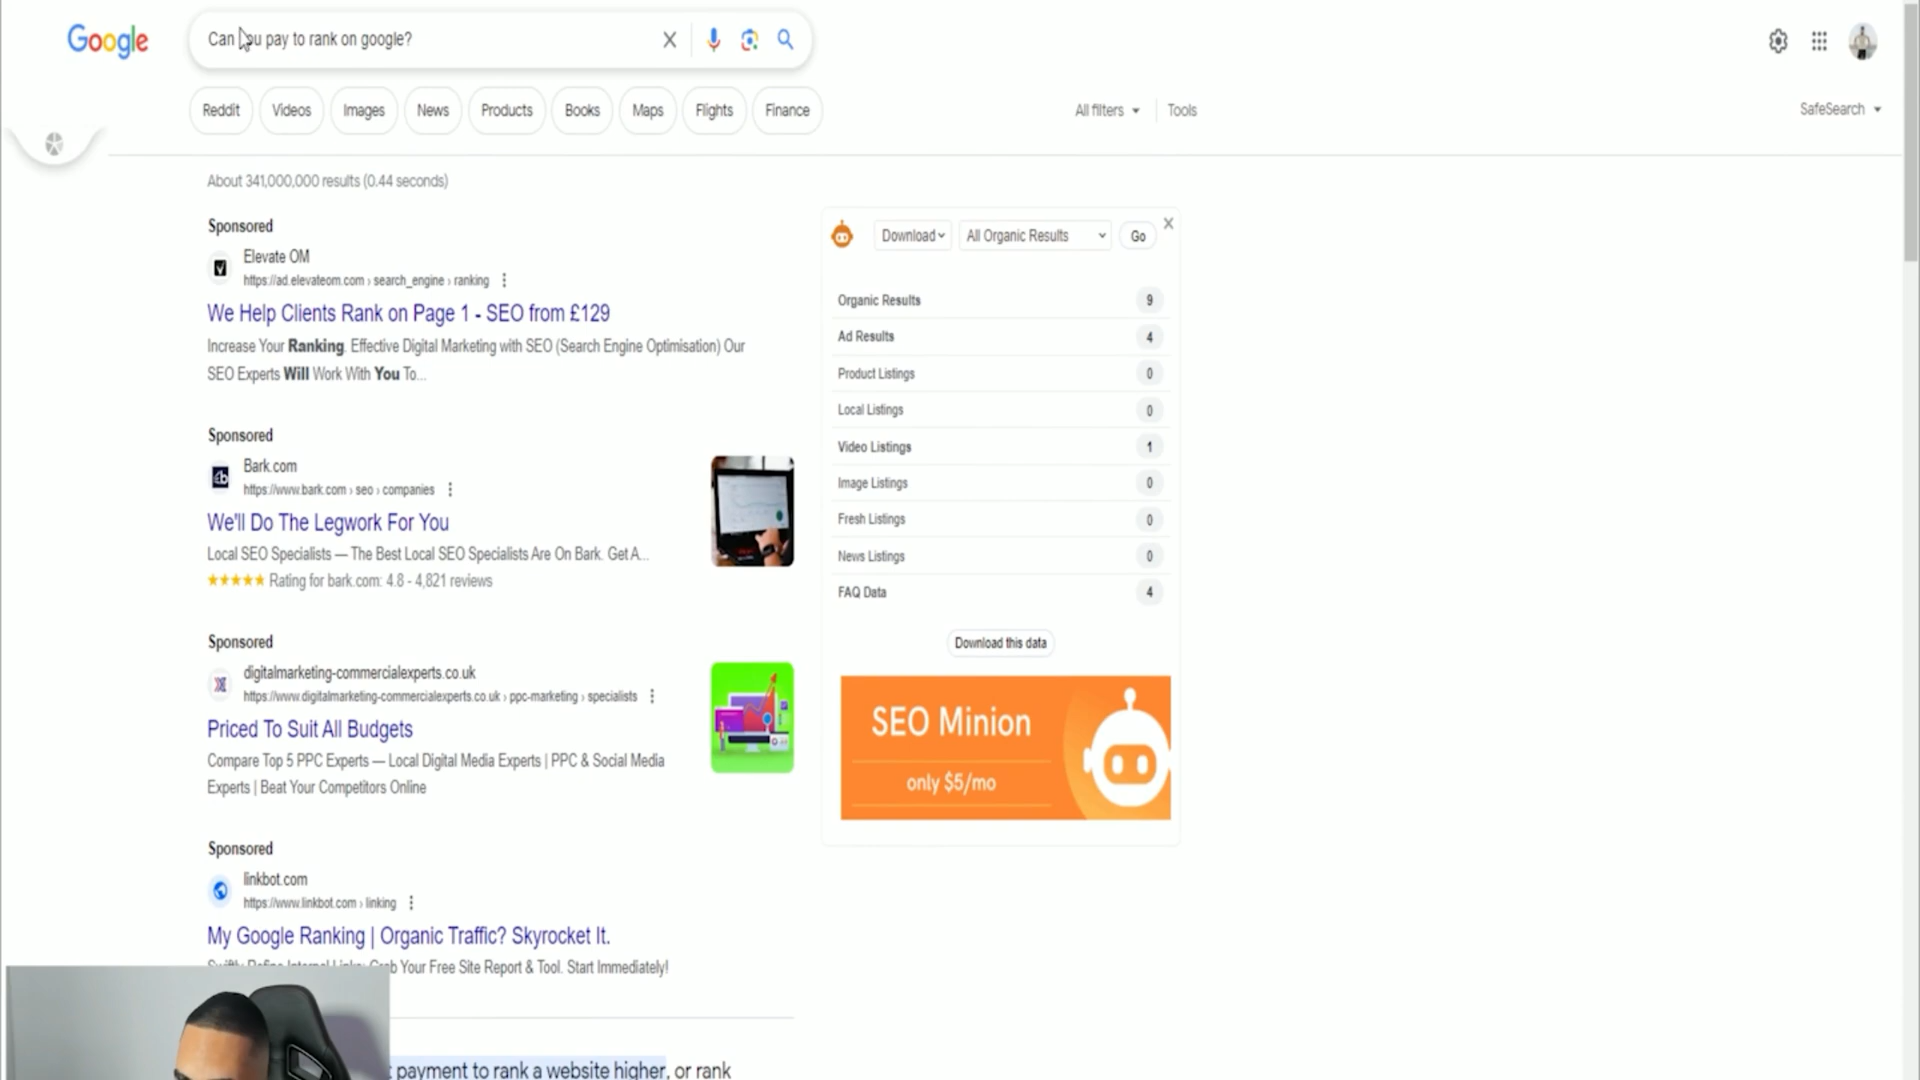 Google
Can you pay to rank on google?
Reddit
Videos
Images
News
Products
Books
Maps
Flights
Finance
All filters
Tools
SafeSearch
About 341,000,000 results (0.44 seconds)
Sponsored
Elevate OM
https://ad.elevateom.com › search_engine › ranking
We Help Clients Rank on Page 1 - SEO from £129
Increase Your Ranking. Effective Digital Marketing with SEO (Search Engine Optimisation) Our
SEO Experts Will Work With You To...
Sponsored
Bark.com
https://www.bark.com › seo › companies
We'll Do The Legwork For You
Local SEO Specialists — The Best Local SEO Specialists Are On Bark. Get A...
Rating for bark.com: 4.8 - 4,821 reviews
Sponsored
digitalmarketing-commercialexperts.co.uk
https://www.digitalmarketing-commercialexperts.co.uk › ppc-marketing › specialists
Priced To Suit All Budgets
Compare Top 5 PPC Experts — Local Digital Media Experts | PPC & Social Media
Experts | Beat Your Competitors Online
Sponsored
linkbot.com
https://www.linkbot.com › linking
My Google Ranking | Organic Traffic? Skyrocket It.
Swiftly Refine Internal Links: Grab Your Free Site Report & Tool. Start Immediately!
payment to rank a website higher, or rank
Download
All Organic Results
Go
Organic Results 9
Ad Results 4
Product Listings 0
Local Listings 0
Video Listings 1
Image Listings 0
Fresh Listings 0
News Listings 0
FAQ Data 4
Download this data
SEO Minion
only $5/mo